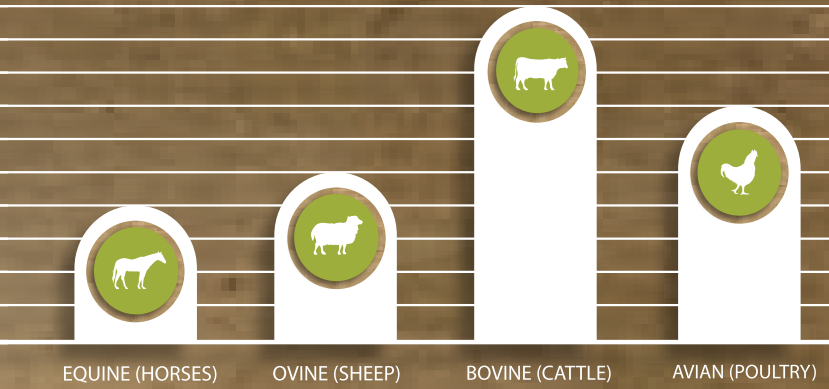 EQUINE (HORSES)
OVINE (SHEEP)
BOVINE (CATTLE)
AVIAN (POULTRY)